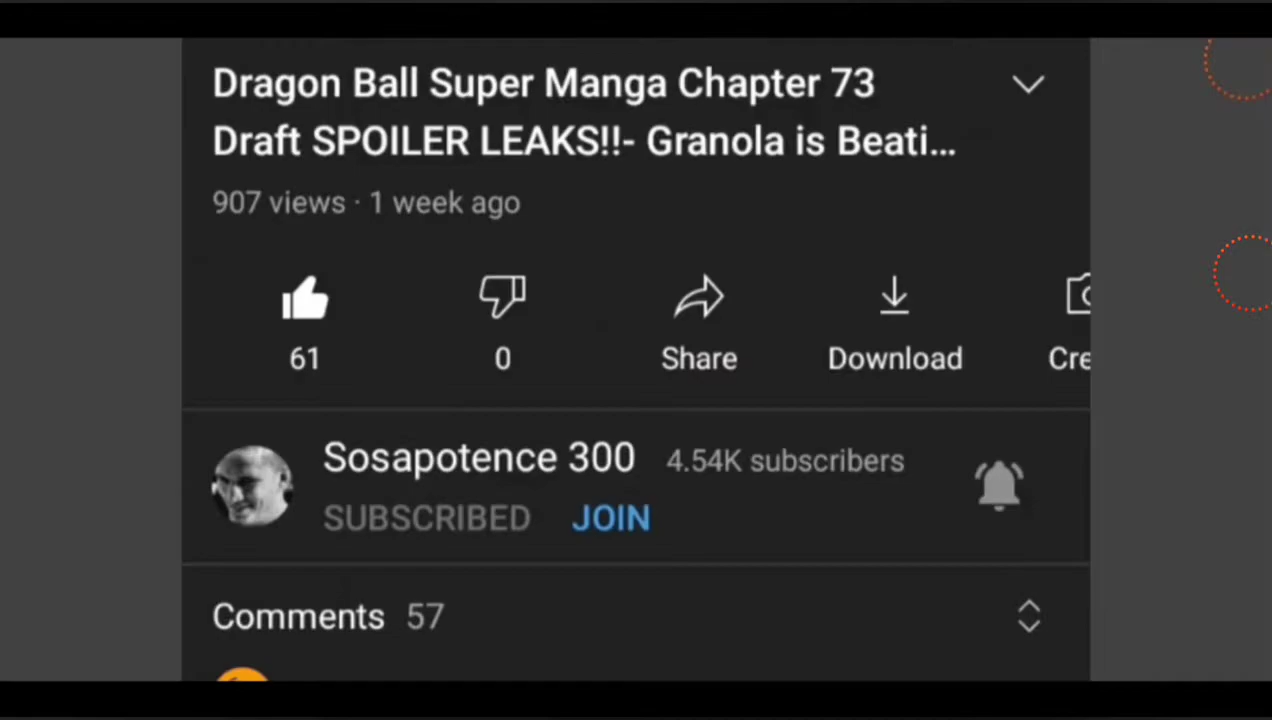 Dragon Ball Super Manga Chapter 73
Draft SPOILER LEAKS!!- Granola is Beati...
907 views · 1 week ago
61 0 Share Download Cre
Sosapotence 300 4.54K subscribers
SUBSCRIBED JOIN
Comments 57